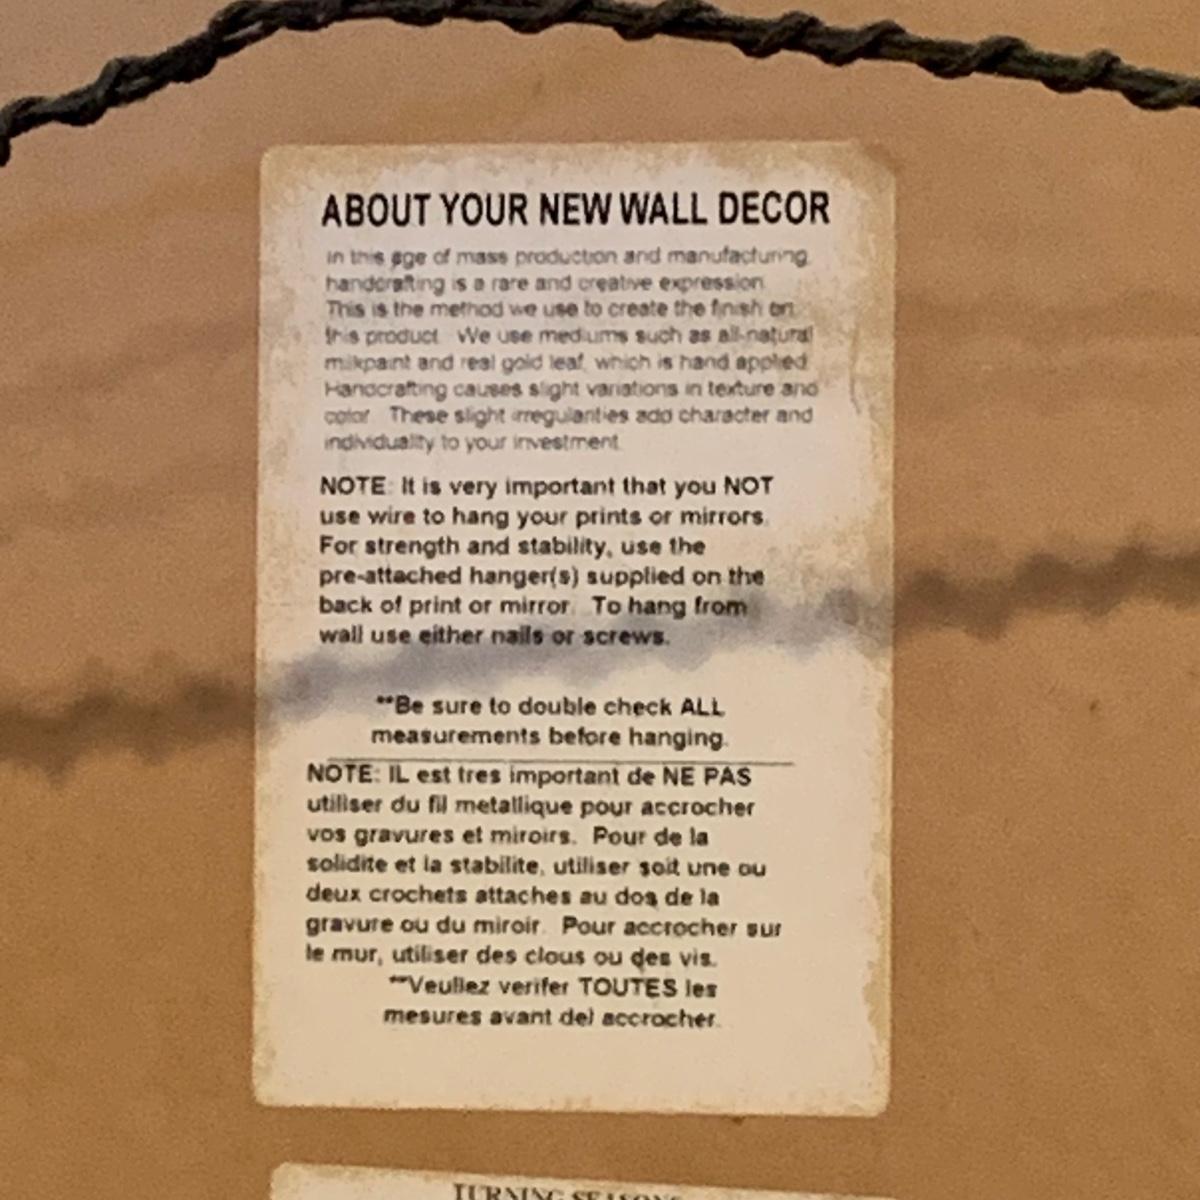 ABOUT YOUR NEW WALL DECOR
In this age of mass production and manufacturing,
handcrafting is a rare and creative expression.
This is the method we use to create the finish on
this product. We use mediums such as all-natural
milkpaint and real gold leaf, which is hand applied.
Handcrafting causes slight variations in texture and
color. These slight irregularities add character and
individuality to your investment.
NOTE: It is very important that you NOT
use wire to hang your prints or mirrors.
For strength and stability, use the
pre-attached hanger(s) supplied on the
back of print or mirror. To hang from
wall use either nails or screws.
**Be sure to double check ALL
measurements before hanging.
NOTE: IL est tres important de NE PAS
utiliser du fil metallique pour accrocher
vos gravures et miroirs. Pour de la
solidite et la stabilite, utiliser soit une ou
deux crochets attaches au dos de la
gravure ou du miroir. Pour accrocher sur
le mur, utiliser des clous ou des vis.
**Veullez verifer TOUTES les
mesures avant del accrocher.
TURNING SEASONS